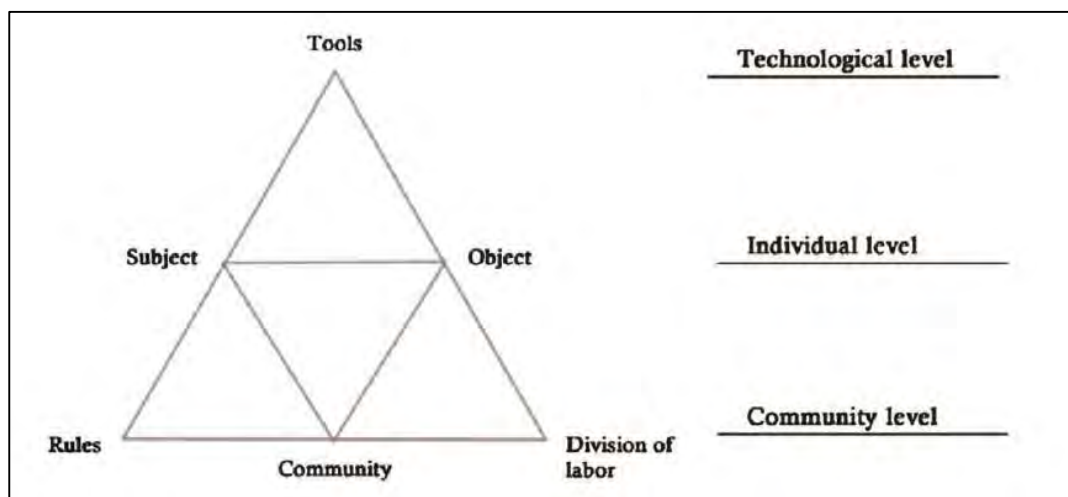 Tools
Technological level
Subject
Object
Individual level
Rules
Community
Division of
labor
Community level